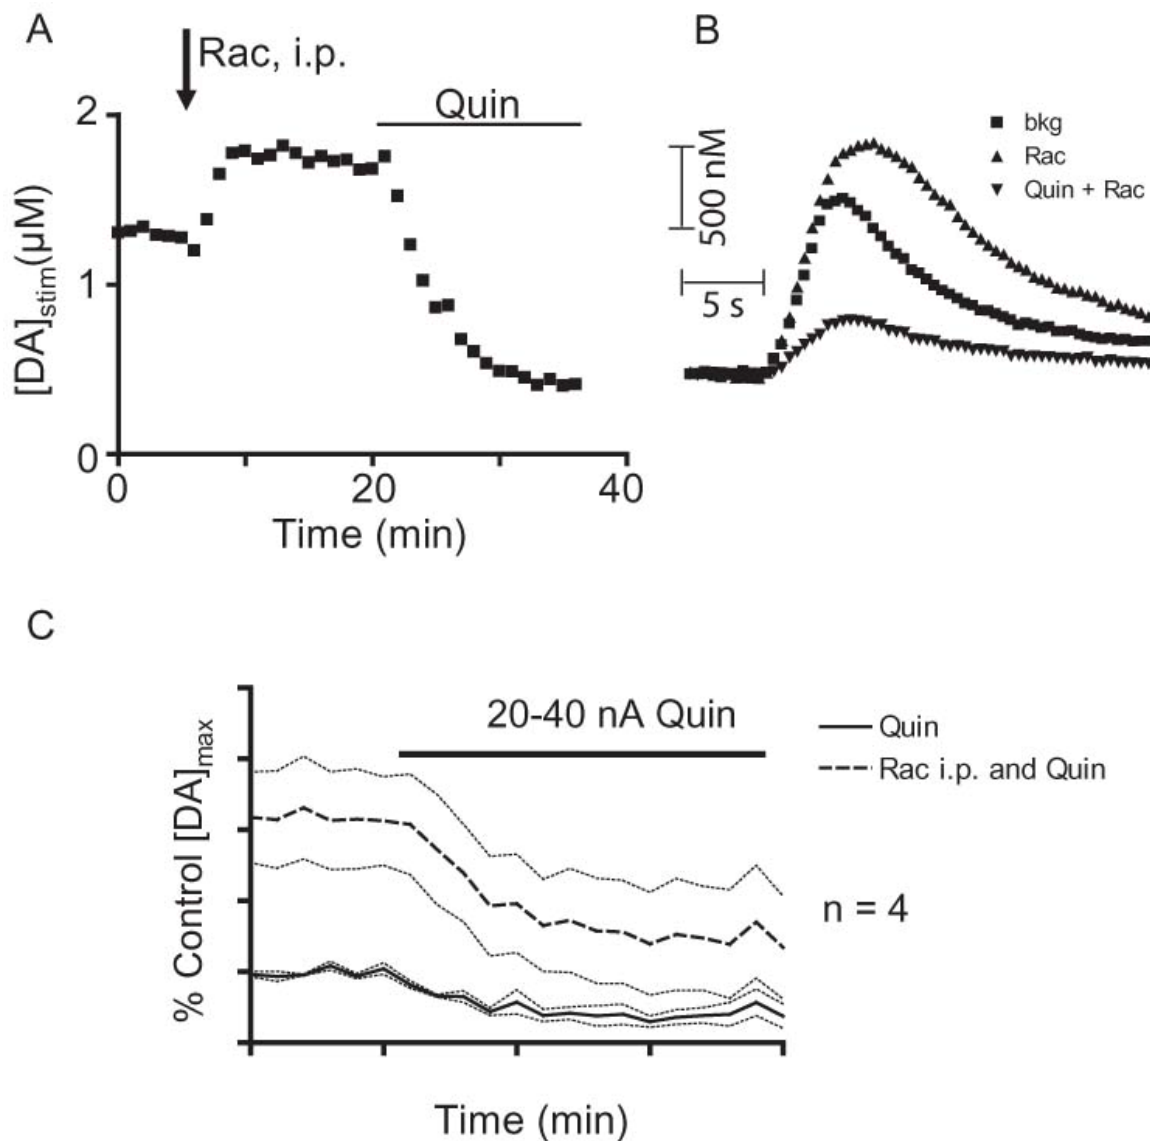 A
B
Rac, i.p.
Quin
2
1
0
[DA]stim(µM)
0
20
40
Time (min)
500 nM
5 s
bkg
Rac
Quin + Rac
C
20-40 nA Quin
Quin
Rac i.p. and Quin
% Control [DA]max
n = 4
Time (min)